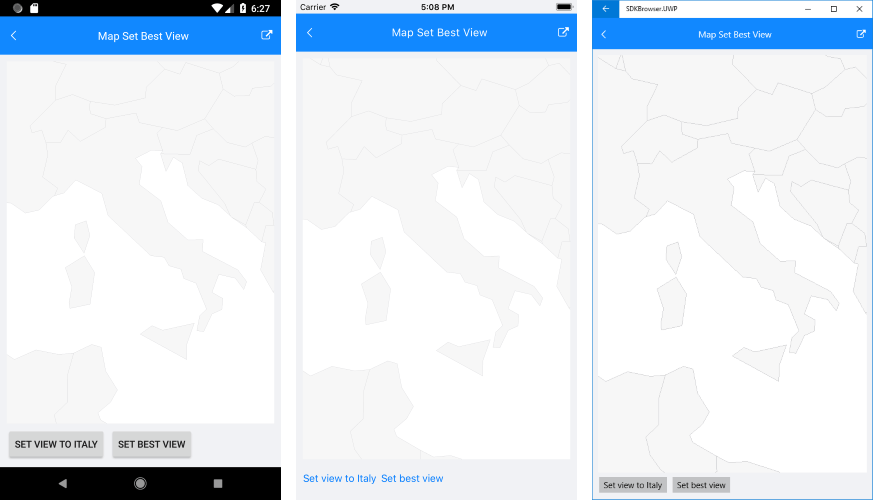 6:27
Map Set Best View
SET VIEW TO ITALY SET BEST VIEW
Carrier 5:08 PM
Map Set Best View
Set view to Italy Set best view
SDKBrowser.UWP
Map Set Best View
Set view to Italy Set best view